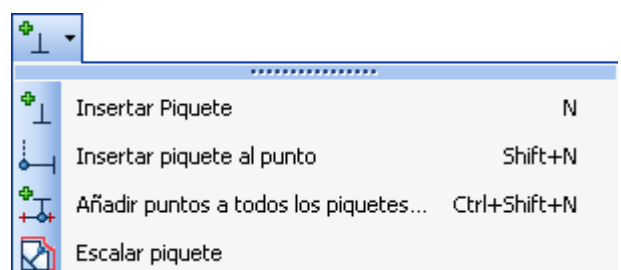 Insertar Piquete N
Insertar piquete al punto Shift+N
Añadir puntos a todos los piquetes... Ctrl+Shift+N
Escalar piquete